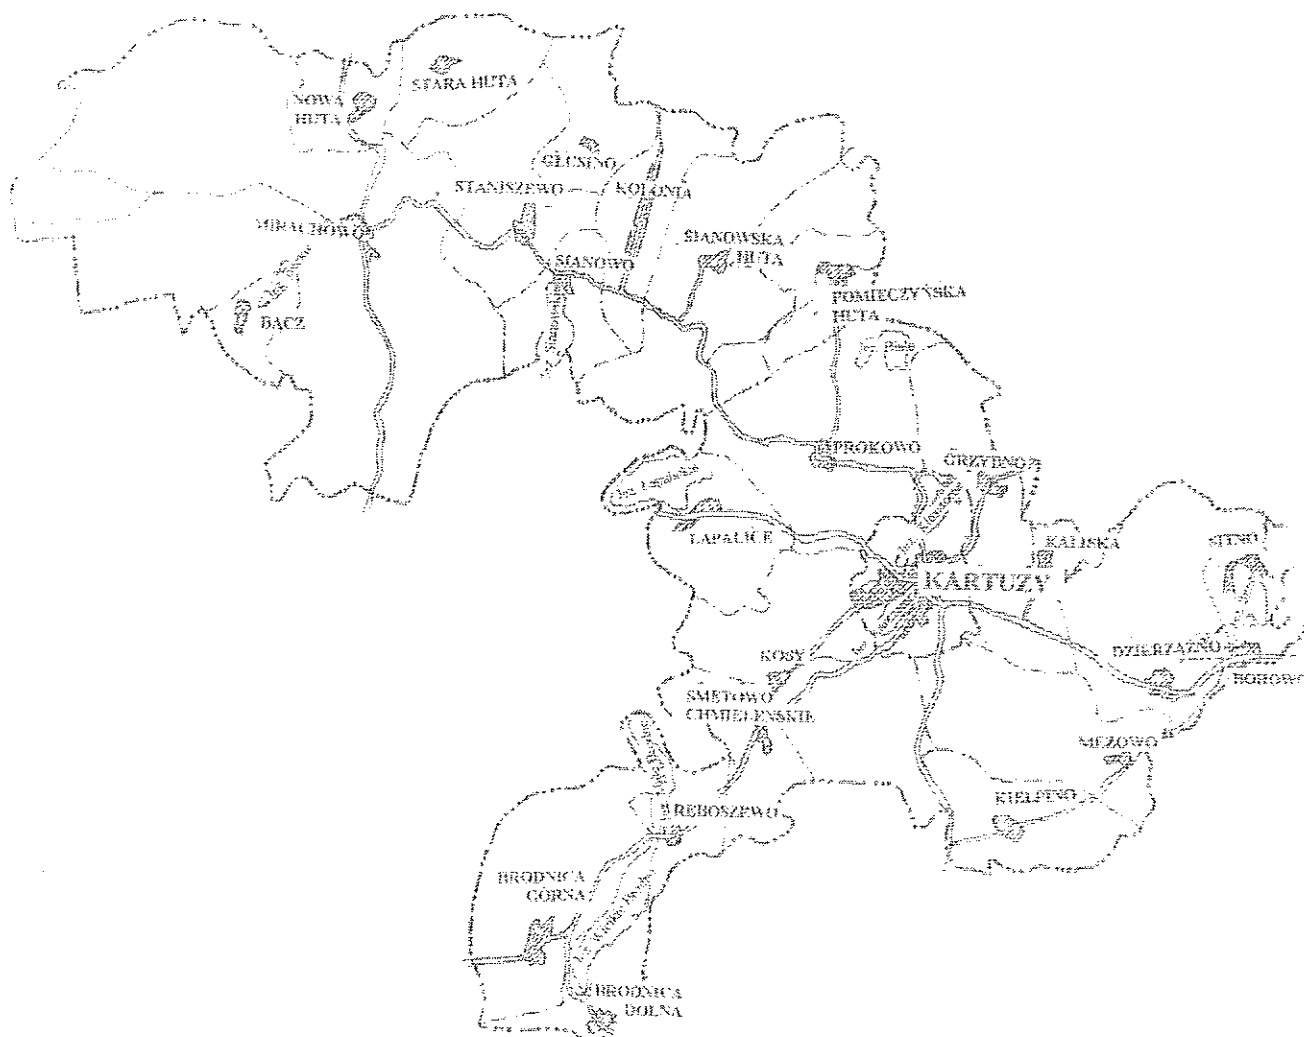 STARA HUTA
NOWA
HUTA
GŁUSINO
STANISZEWO
KOLONIA
MIRACHOWO
SIANOWSKA
HUTA
SIANOWO
POMIECZYŃSKA
HUTA
BĄCZ
PROKOWO
GRZYBNO
ŁAPALICE
KALISKA
SITNO
KARTUZY
KOSY
DZIERŻĄŻNO
BOROWO
SMĘTOWO
CHMIELEŃSKIE
MEZOWO
KIEŁPINO
RĘBOSZEWO
BRODNICA
GÓRNA
BRODNICA
DOLNA